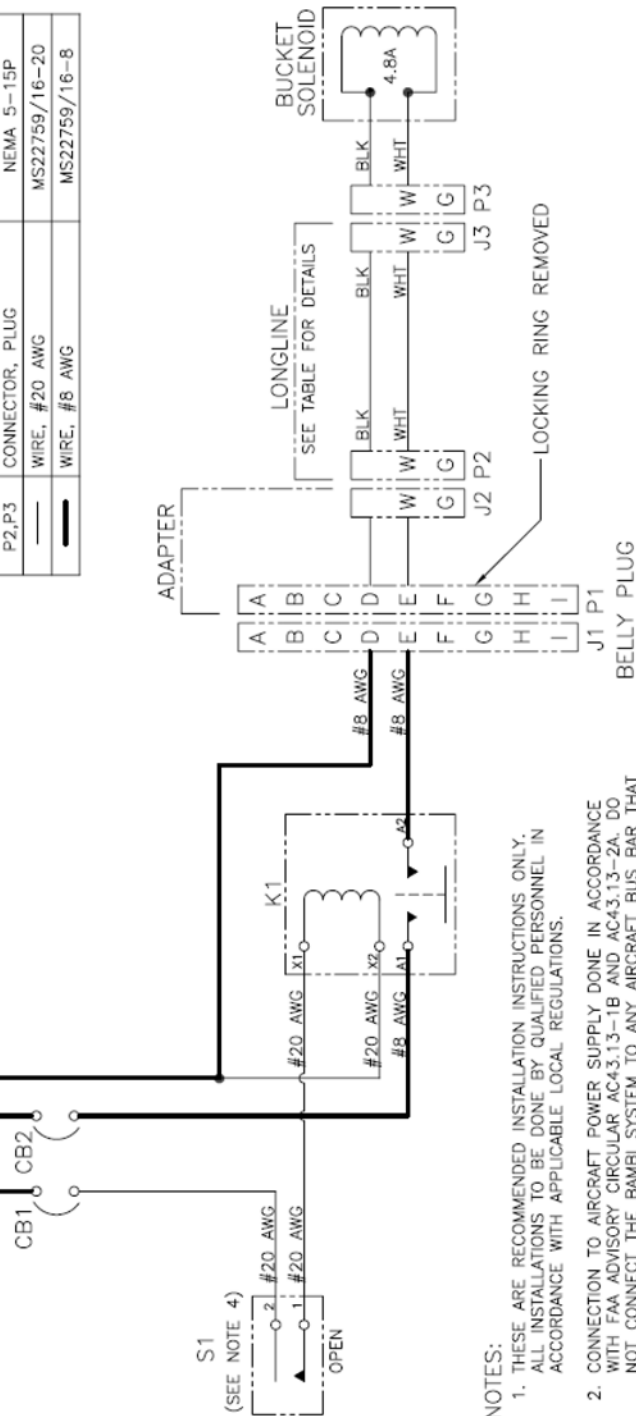 P2,P3 CONNECTOR, PLUG NEMA 5-15P
WIRE, #20 AWG MS22759/16-20
WIRE, #8 AWG MS22759/16-8
BUCKET
SOLENOID
4.8A
LONGLINE
SEE TABLE FOR DETAILS
ADAPTER
BLK BLK BLK
WHT WHT WHT
W W W W
G G G G
J2 P2 J3 P3
LOCKING RING REMOVED
A A
B B
C C
D D
E E
F F
G G
H H
I I
J1 P1
BELLY PLUG
#8 AWG
#8 AWG
K1
X1
X2
A1
A2
#20 AWG
#20 AWG
#8 AWG
CB1
CB2
S1
(SEE NOTE 4)
2 #20 AWG
1 #20 AWG
OPEN
NOTES:
1. THESE ARE RECOMMENDED INSTALLATION INSTRUCTIONS ONLY.
ALL INSTALLATIONS TO BE DONE BY QUALIFIED PERSONNEL IN
ACCORDANCE WITH APPLICABLE LOCAL REGULATIONS.
2. CONNECTION TO AIRCRAFT POWER SUPPLY DONE IN ACCORDANCE
WITH FAA ADVISORY CIRCULAR AC43.13-1B AND AC43.13-2A. DO
NOT CONNECT THE BAMBI SYSTEM TO ANY AIRCRAFT BUS BAR THAT